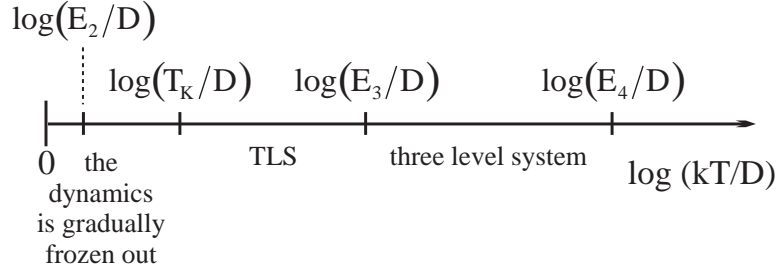 log(E₂/D)
log(T_K/D) log(E₃/D) log(E₄/D)
0 the TLS three level system log (kT/D)
dynamics
is gradually
frozen out